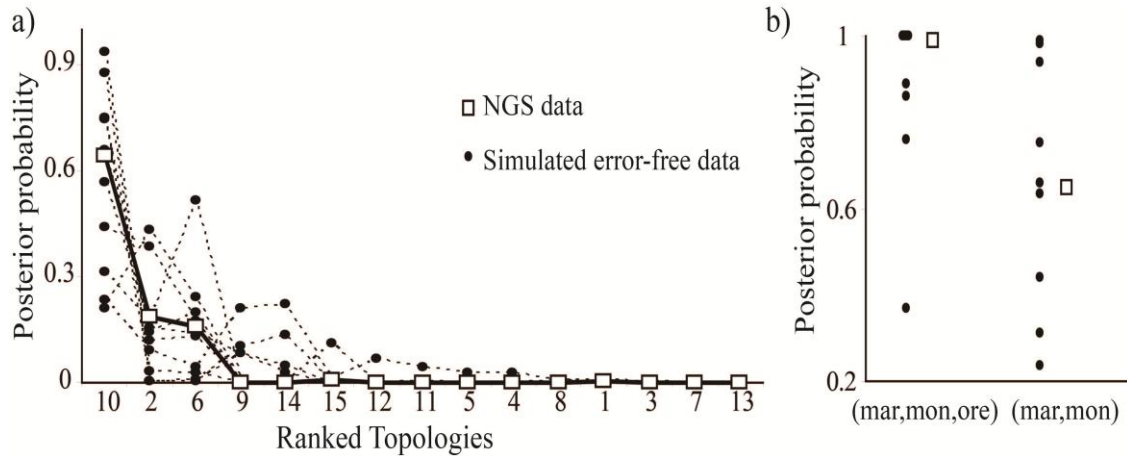 a)
Posterior probability
0.9
0.6
0.3
0
NGS data
Simulated error-free data
10 2 6 9 14 15 12 11 5 4 8 1 3 7 13
Ranked Topologies
b)
Posterior probability
1
0.6
0.2
(mar,mon,ore) (mar,mon)